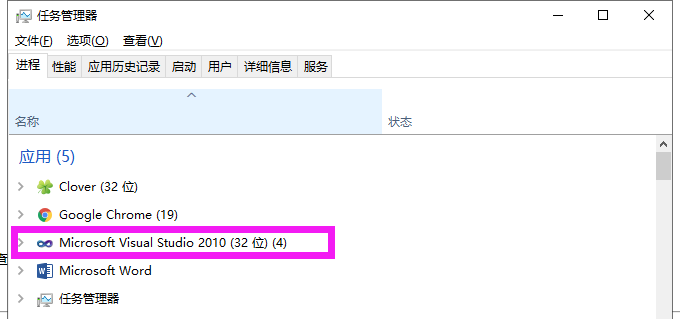 任务管理器
文件(F) 选项(O) 查看(V)
进程 性能 应用历史记录 启动 用户 详细信息 服务
名称 状态
应用 (5)
Clover (32 位)
Google Chrome (19)
Microsoft Visual Studio 2010 (32 位) (4)
Microsoft Word
任务管理器